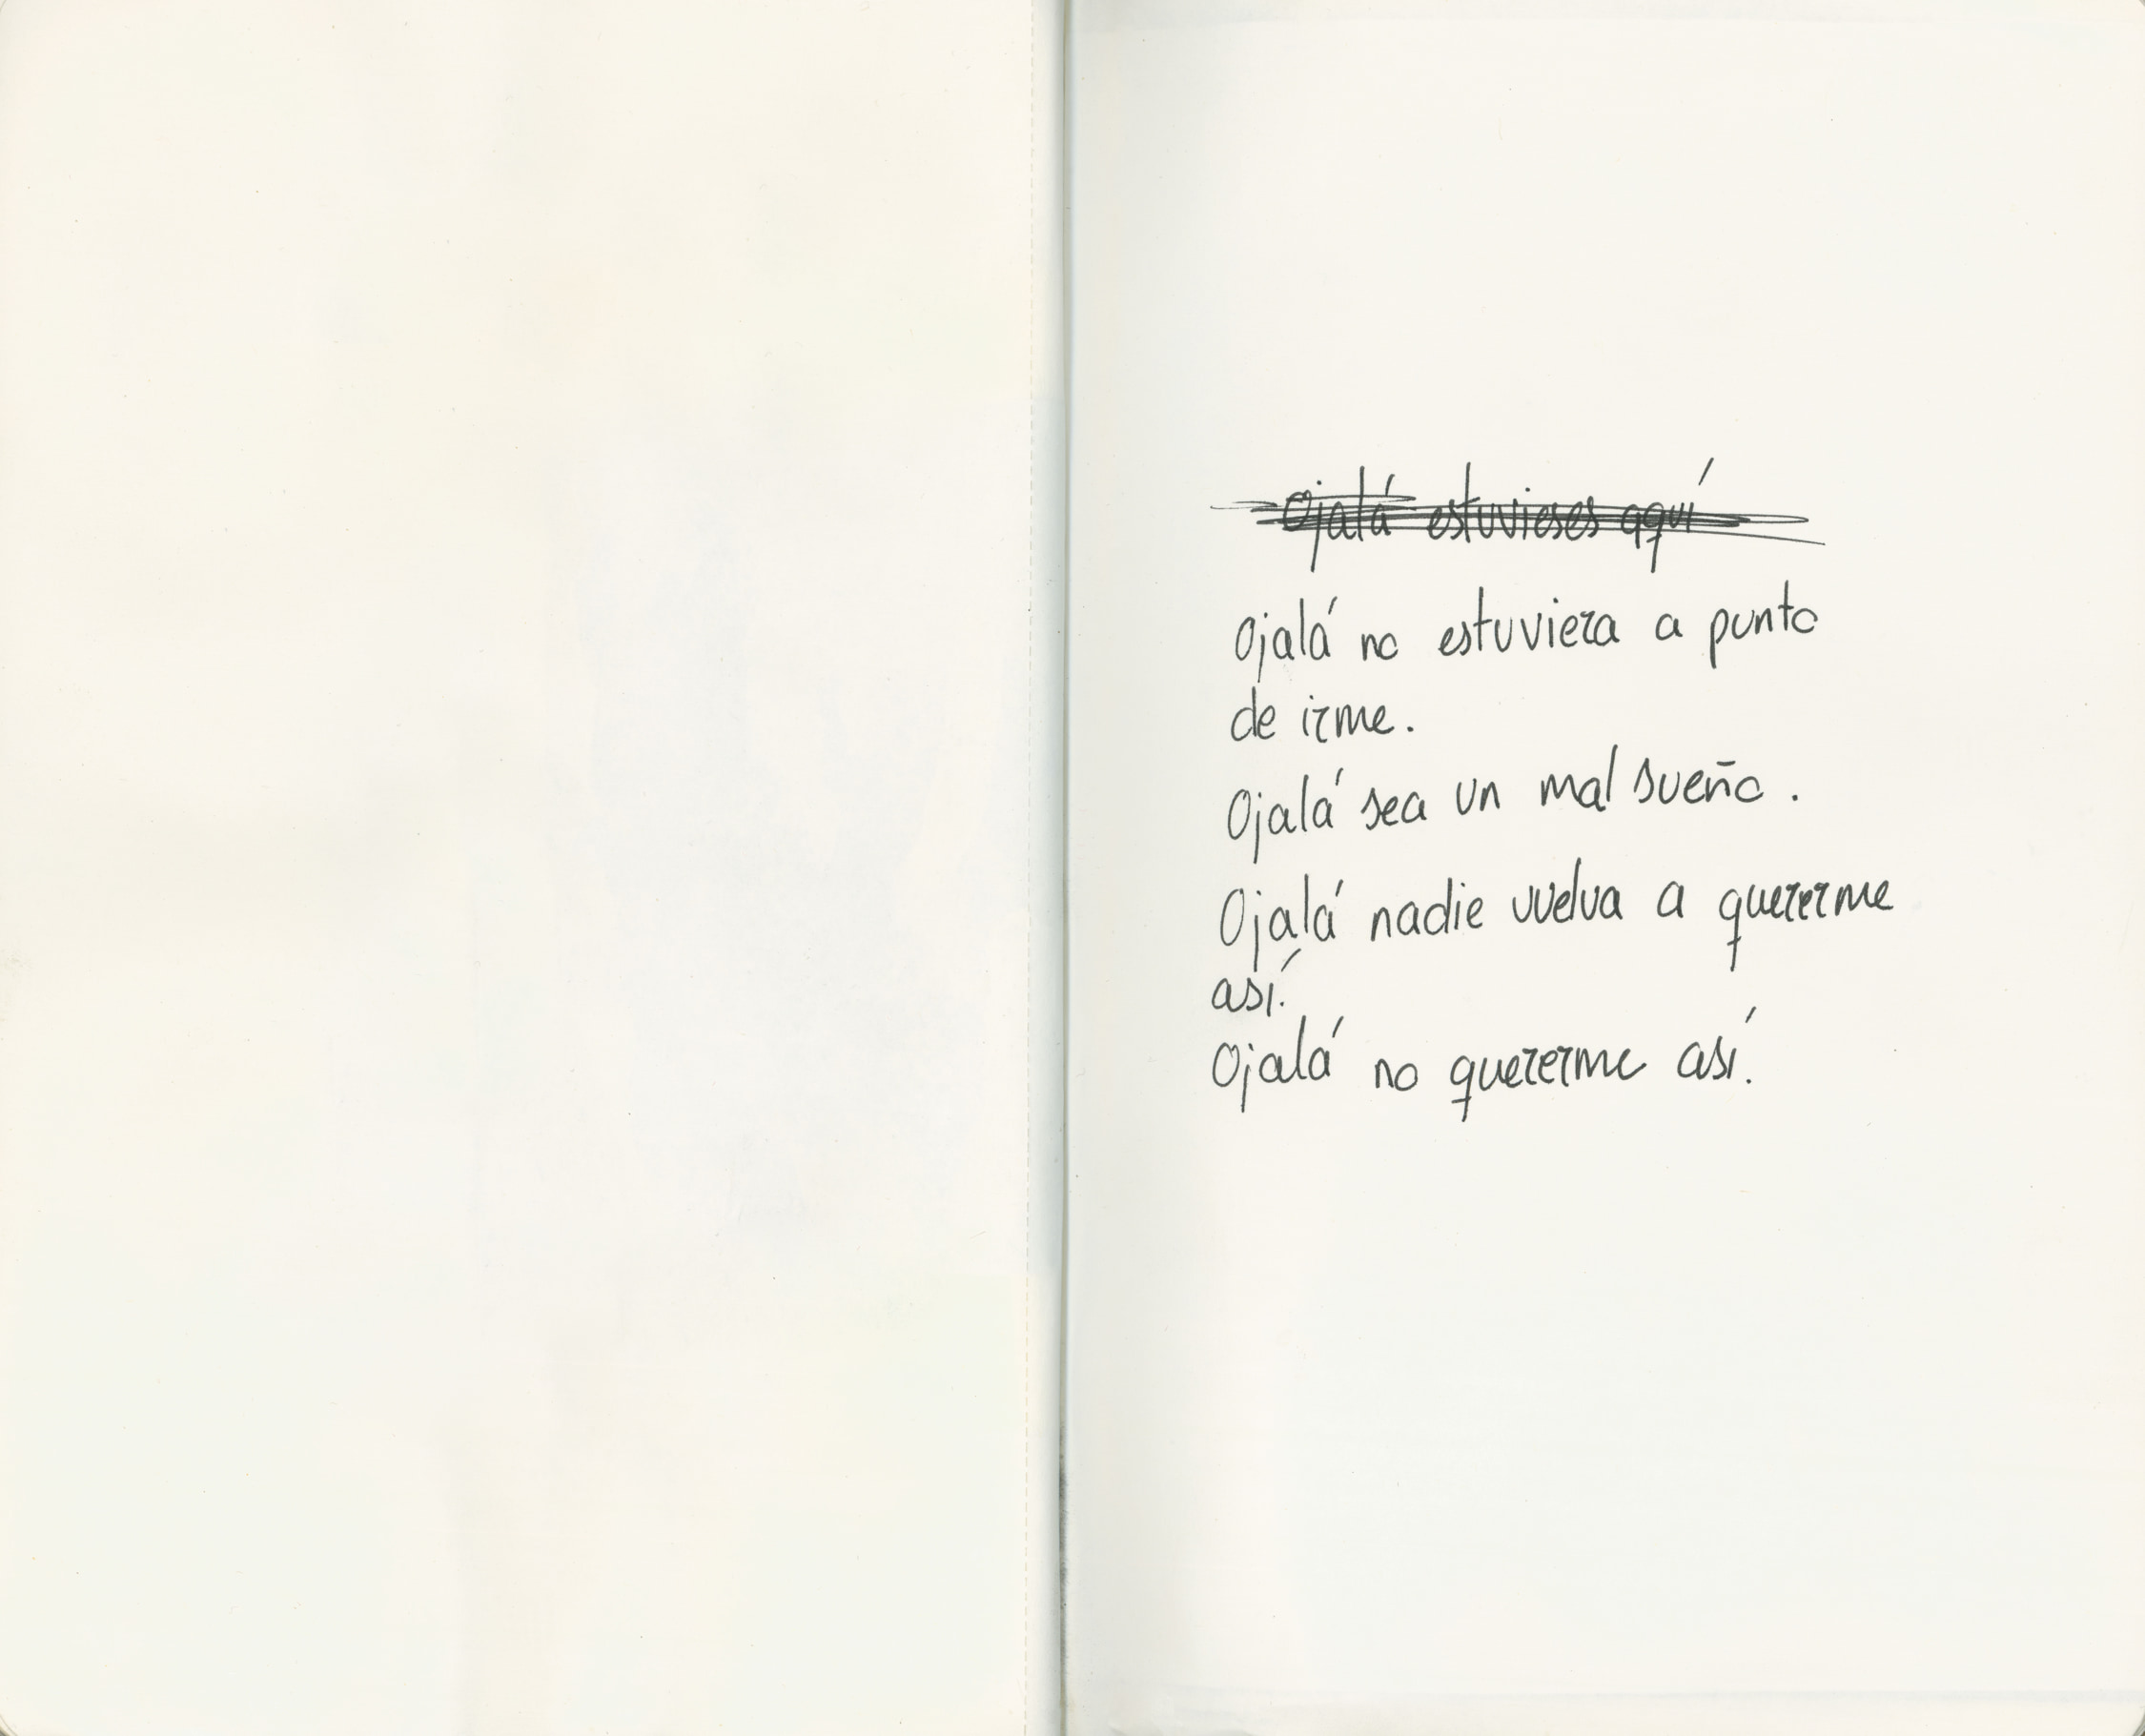 Ojalá estuvieses aquí
Ojalá no estuviera a punto
de irme.
Ojalá sea un mal sueño.
Ojalá nadie vuelva a quererme
así.
Ojalá no quererme así.